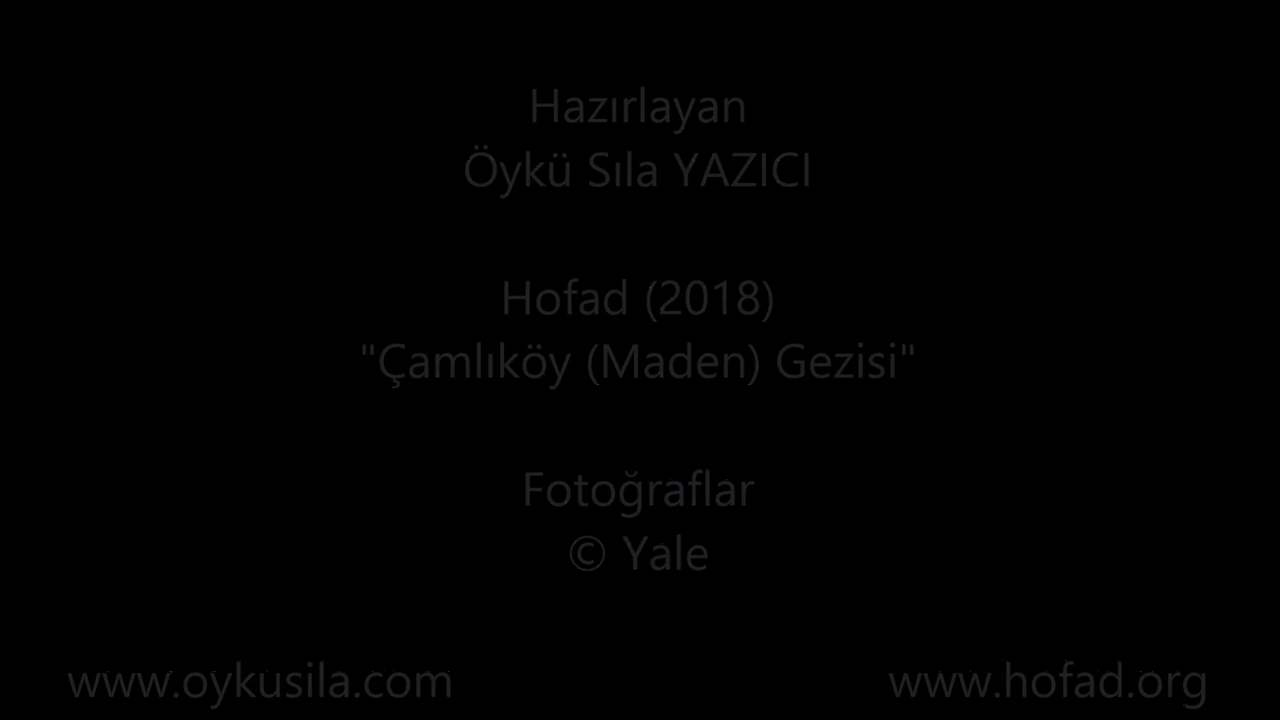 Hazırlayan
Öykü Sıla YAZICI
Hofad (2018)
"Çamlıköy (Maden) Gezisi"
Fotoğraflar
© Yale
www.oykusila.com
www.hofad.org